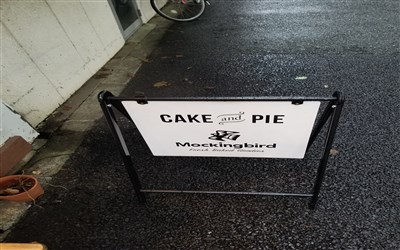 CAKE and PIE
Mockingbird
Fresh Baked Goodies